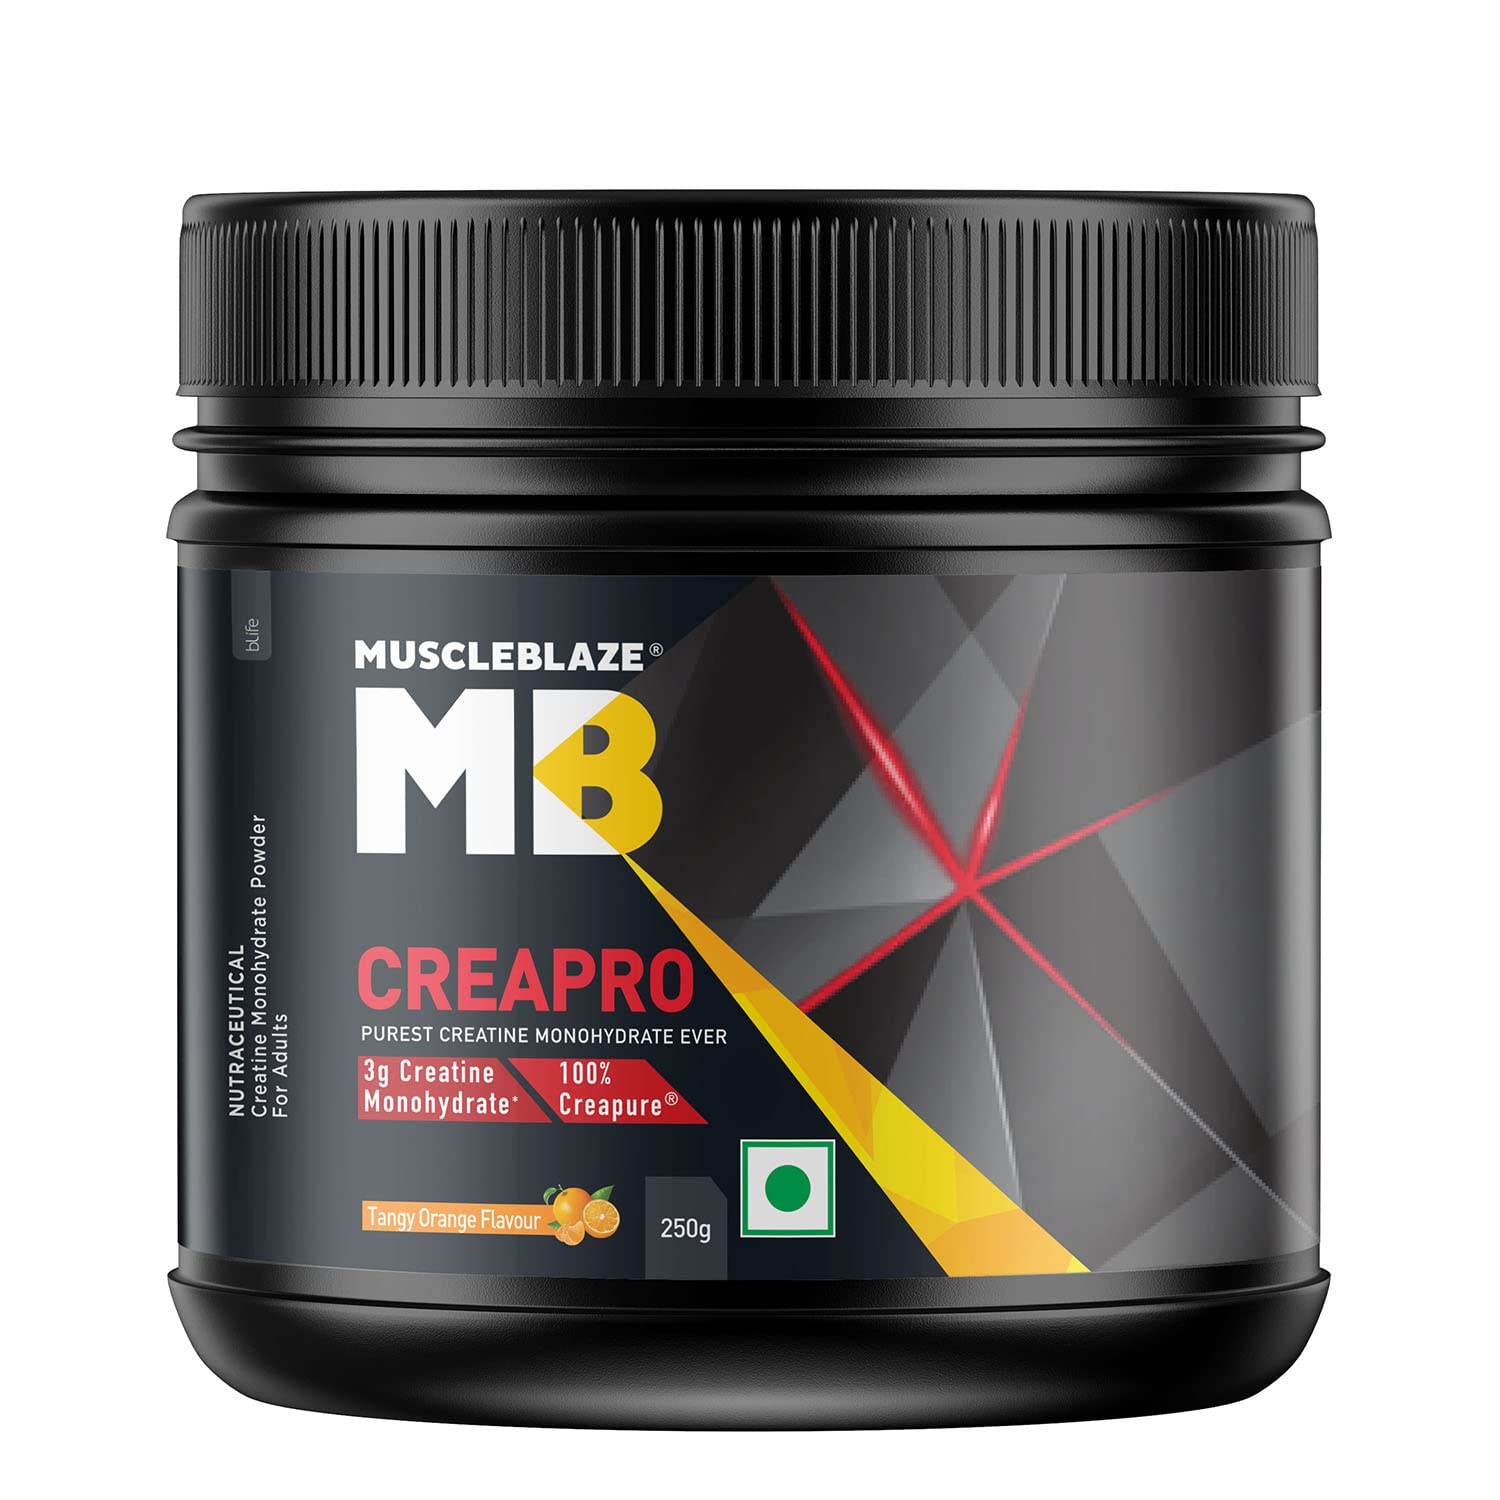 bLife
MUSCLEBLAZE®
MB
CREAPRO
PUREST CREATINE MONOHYDRATE EVER
3g Creatine
Monohydrate*
100%
Creapure®
Tangy Orange Flavour
250g
NUTRACEUTICAL
Creatine Monohydrate Powder
For Adults